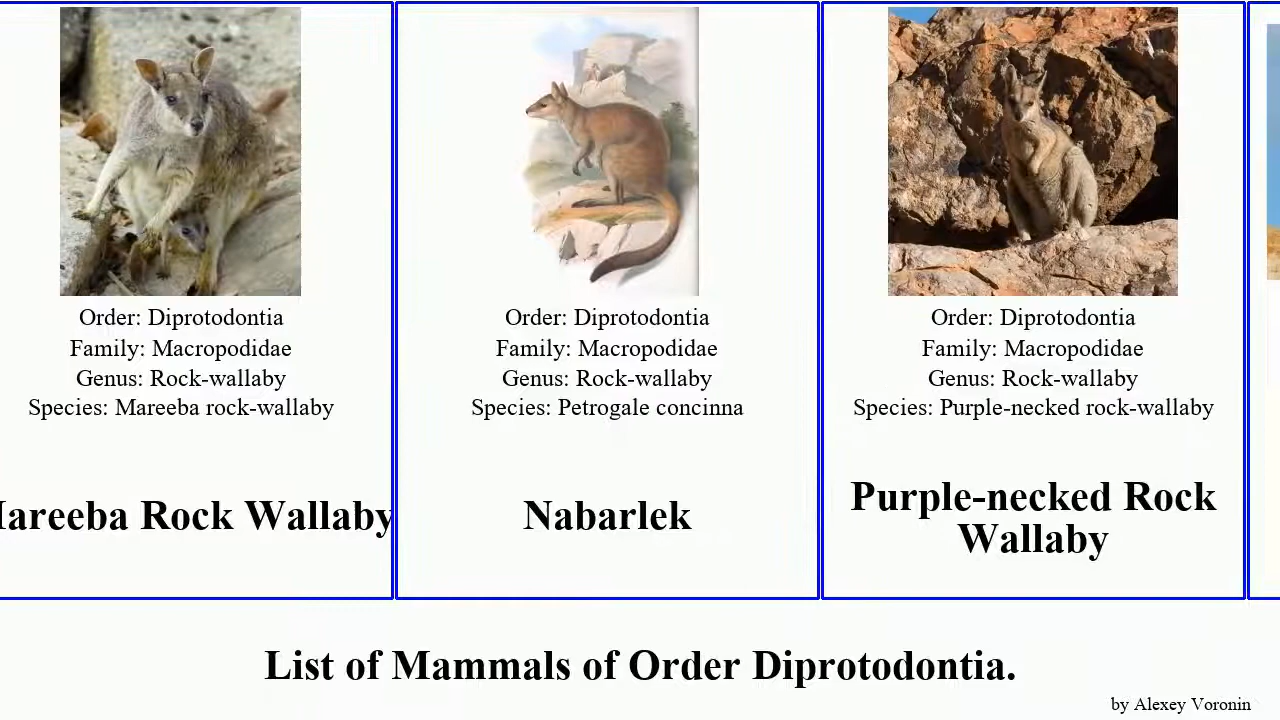 Order: Diprotodontia
Family: Macropodidae
Genus: Rock-wallaby
Species: Mareeba rock-wallaby
areeba Rock Wallaby
Order: Diprotodontia
Family: Macropodidae
Genus: Rock-wallaby
Species: Petrogale concinna
Nabarlek
Order: Diprotodontia
Family: Macropodidae
Genus: Rock-wallaby
Species: Purple-necked rock-wallaby
Purple-necked Rock
Wallaby
List of Mammals of Order Diprotodontia.
by Alexey Voronin